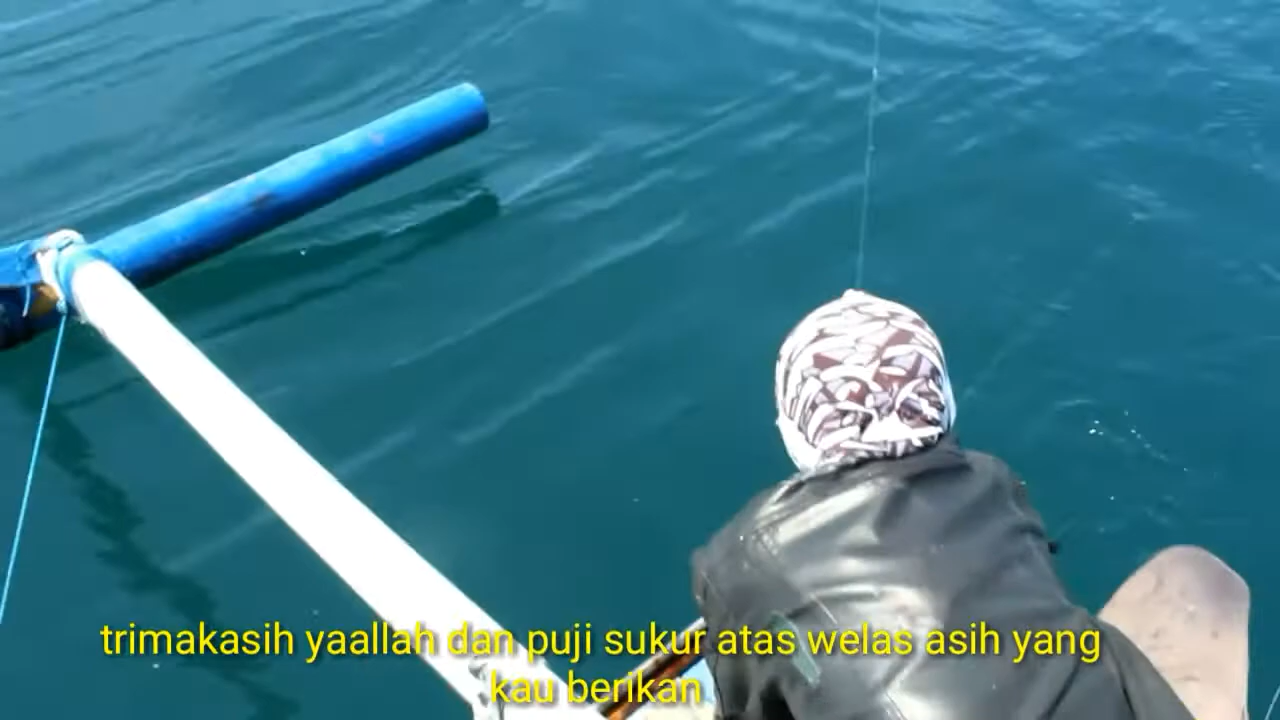 trimakasih yaallah dan puji sukur atas welas asih yang
kau berikan